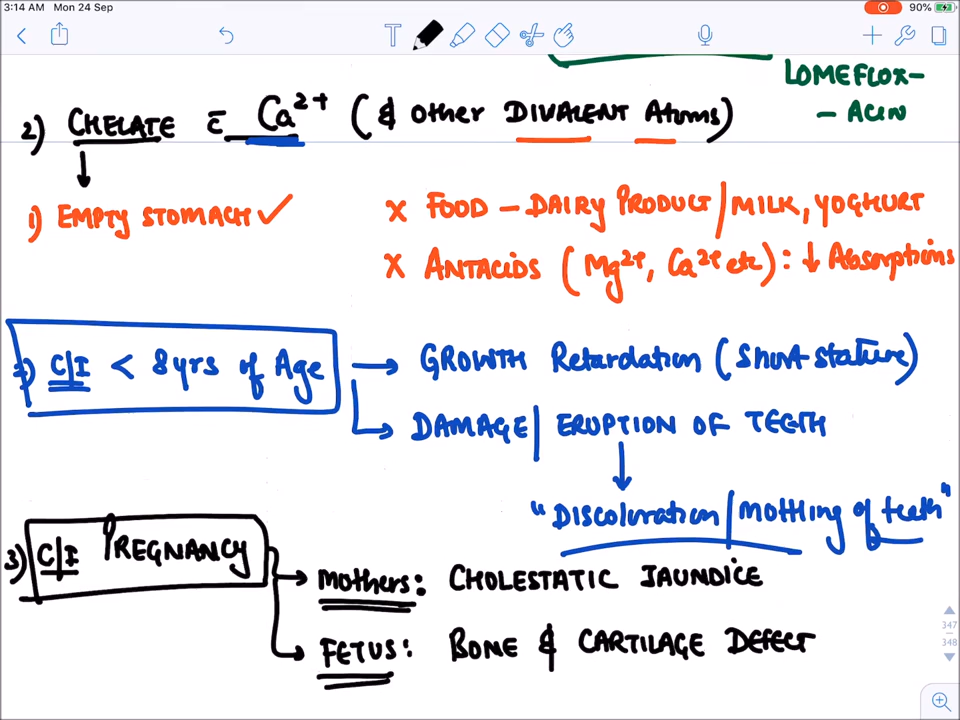 3:14 AM Mon 24 Sep
90%
T
LOMEFLOX-
- ACIN
2) CHELATE c̄ Ca²⁺ (& other DIVALENT Atoms)
1) EMPTY STOMACH ✓
x FOOD - DAIRY PRODUCT / MILK, YOGHURT
x ANTACIDS (Mg²⁺, Ca²⁺ etc) : ↓ Absorptions
2) C/I < 8 yrs of Age → GROWTH Retardation (Short stature)
→ DAMAGE / ERUPTION OF TEETH
"Discoloration / Mottling of teeth"
3) C/I PREGNANCY
→ Mothers: CHOLESTATIC JAUNDICE
→ FETUS: BONE & CARTILAGE DEFECT
347
348